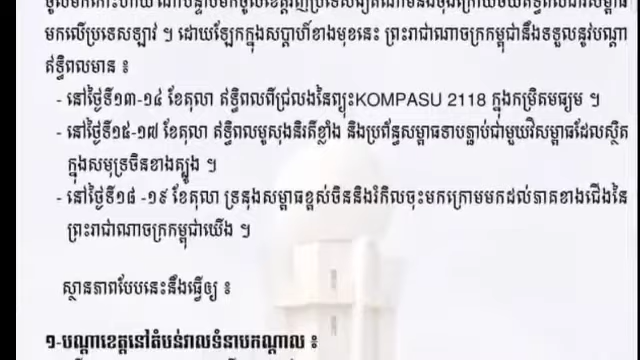 មកលើប្រទេសឡាវ ។ ដោយឡែកក្នុងសប្តាហ៍ខាងមុខនេះ ព្រះរាជាណាចក្រកម្ពុជានឹងទទួលនូវបណ្តា
ឥទ្ធិពលមាន ៖
- នៅថ្ងៃទី១៣-១៤ ខែតុលា ឥទ្ធិពលពីជ្រលងនៃព្យុះKOMPASU 2118 ក្នុងកម្រិតមធ្យម ។
- នៅថ្ងៃទី១៥-១៧ ខែតុលា ឥទ្ធិពលមូសុងនិរតីខ្លាំង និងប្រព័ន្ធសម្ពាធទាបភ្ជាប់ជាមួយវិសម្ពាធដែលស្ថិត
ក្នុងសមុទ្រចិនខាងត្បូង ។
- នៅថ្ងៃទី១៨ -១៩ ខែតុលា ទ្រនុងសម្ពាធខ្ពស់ចិននឹងរំកិលចុះមកក្រោមមកដល់ភាគខាងជើងនៃ
ព្រះរាជាណាចក្រកម្ពុជាយើង ។
ស្ថានភាពបែបនេះនឹងធ្វើឲ្យ ៖
១-បណ្តាខេត្តនៅតំបន់វាលទំនាបកណ្តាល ៖